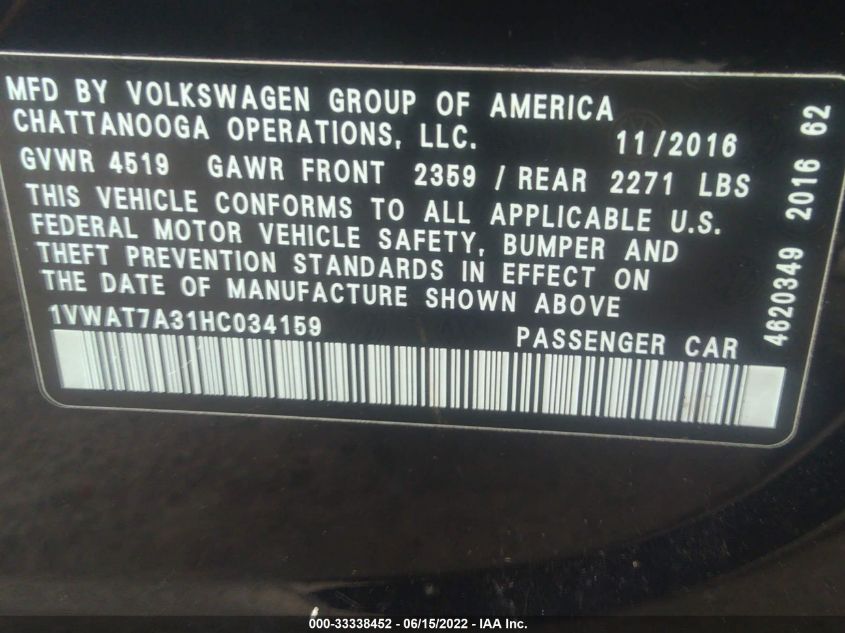 MFD BY VOLKSWAGEN GROUP OF AMERICA
CHATTANOOGA OPERATIONS, LLC. 11/2016
GVWR 4519 GAWR FRONT 2359 / REAR 2271 LBS
THIS VEHICLE CONFORMS TO ALL APPLICABLE U.S.
FEDERAL MOTOR VEHICLE SAFETY, BUMPER AND
THEFT PREVENTION STANDARDS IN EFFECT ON
THE DATE OF MANUFACTURE SHOWN ABOVE
1VWAT7A31HC034159 PASSENGER CAR
4620349 2016 62
000-33338452 - 06/15/2022 - IAA Inc.